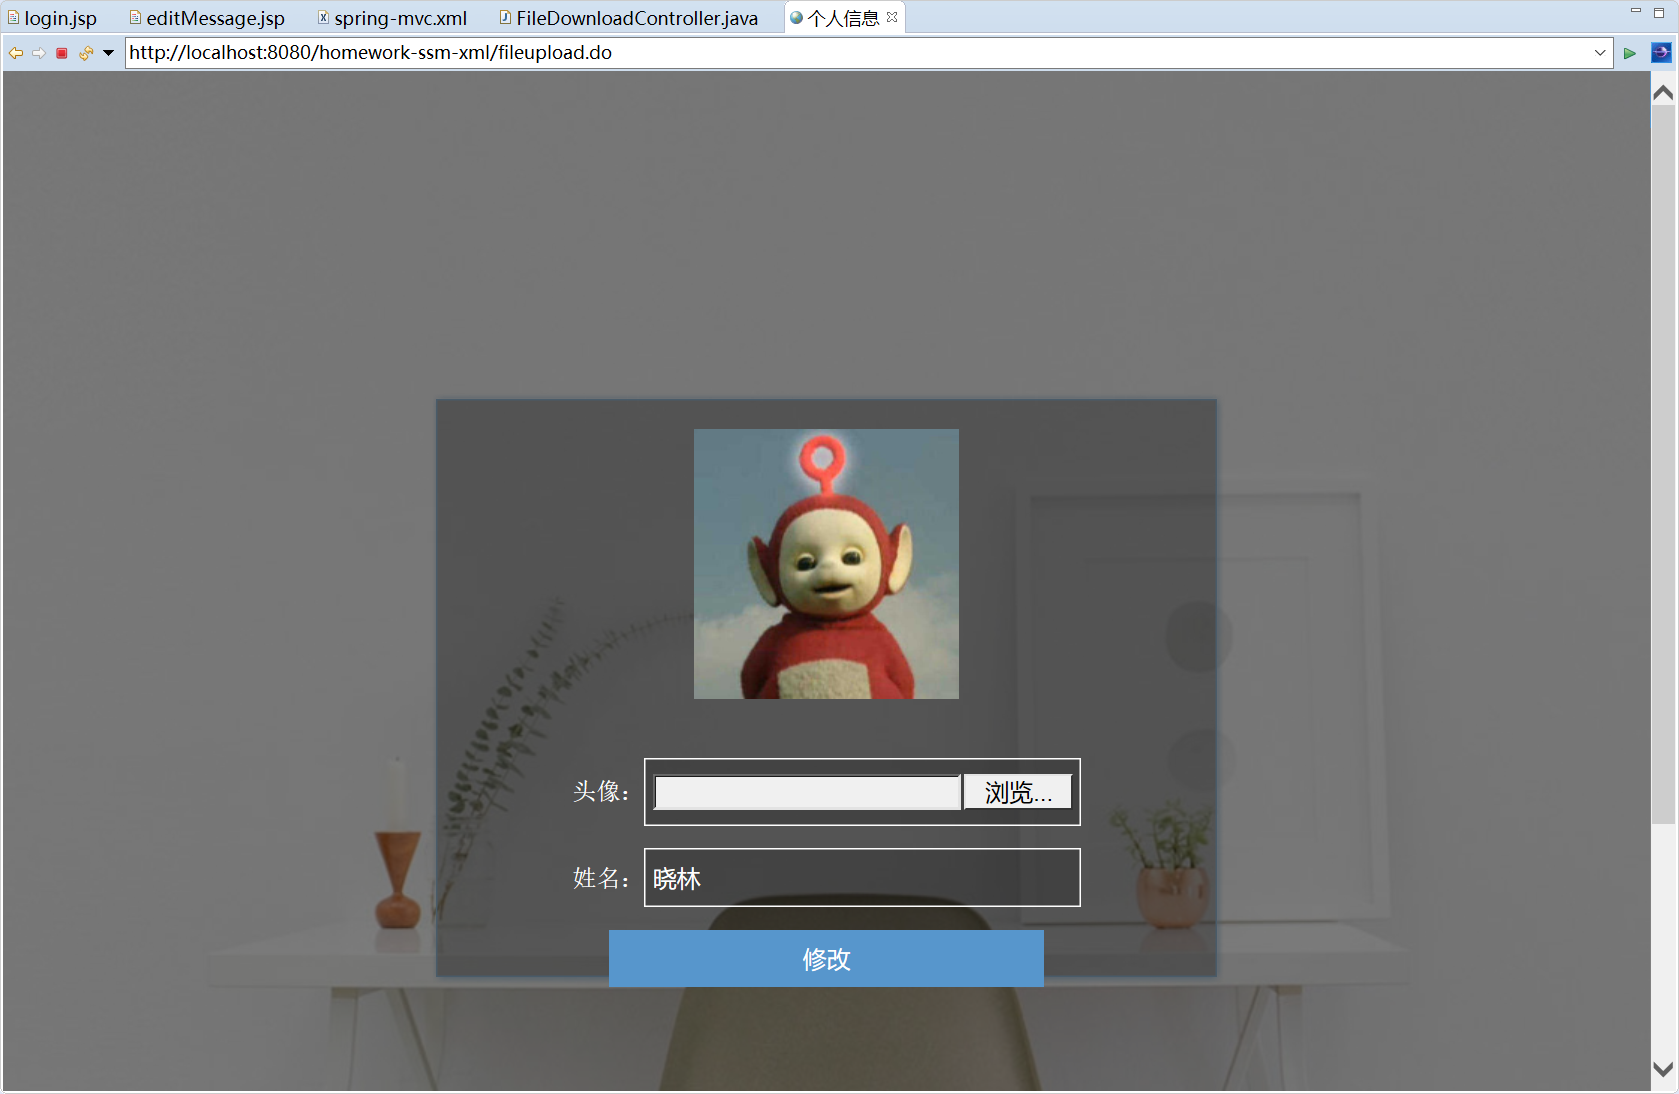 login.jsp editMessage.jsp spring-mvc.xml FileDownloadController.java 个人信息
http://localhost:8080/homework-ssm-xml/fileupload.do
头像： 浏览...
姓名： 晓林
修改